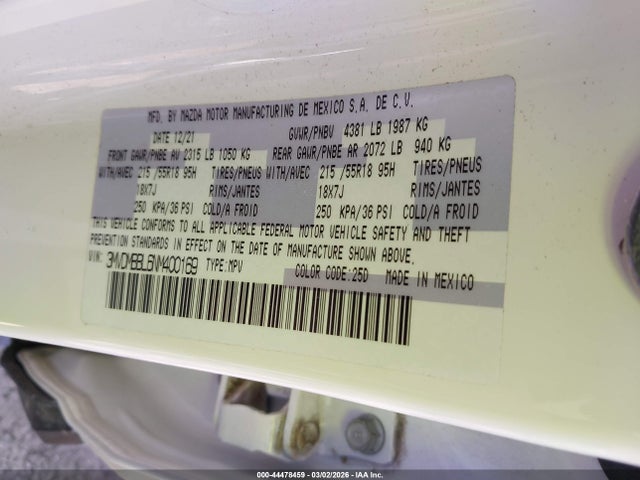 MFD. BY MAZDA MOTOR MANUFACTURING DE MEXICO S.A. DE C.V.
DATE 12/21 GVWR/PNBV 4381 LB 1987 KG
FRONT GAWR/PNBE AV 2315 LB 1050 KG REAR GAWR/PNBE AR 2072 LB 940 KG
WITH/AVEC 215 /55R18 95H TIRES/PNEUS WITH/AVEC 215 /55R18 95H TIRES/PNEUS
18X7J RIMS/JANTES 18X7J RIMS/JANTES
250 KPA/36 PSI COLD/A FROID 250 KPA/36 PSI COLD/A FROID
THIS VEHICLE CONFORMS TO ALL APPLICABLE FEDERAL MOTOR VEHICLE SAFETY AND THEFT
PREVENTION STANDARDS IN EFFECT ON THE DATE OF MANUFACTURE SHOWN ABOVE.
VIN: 3MVDMBBL6NM400169 TYPE:MPV
COLOR CODE:25D MADE IN MEXICO
000-44478459 | 03/02/2026 - IAA Inc.